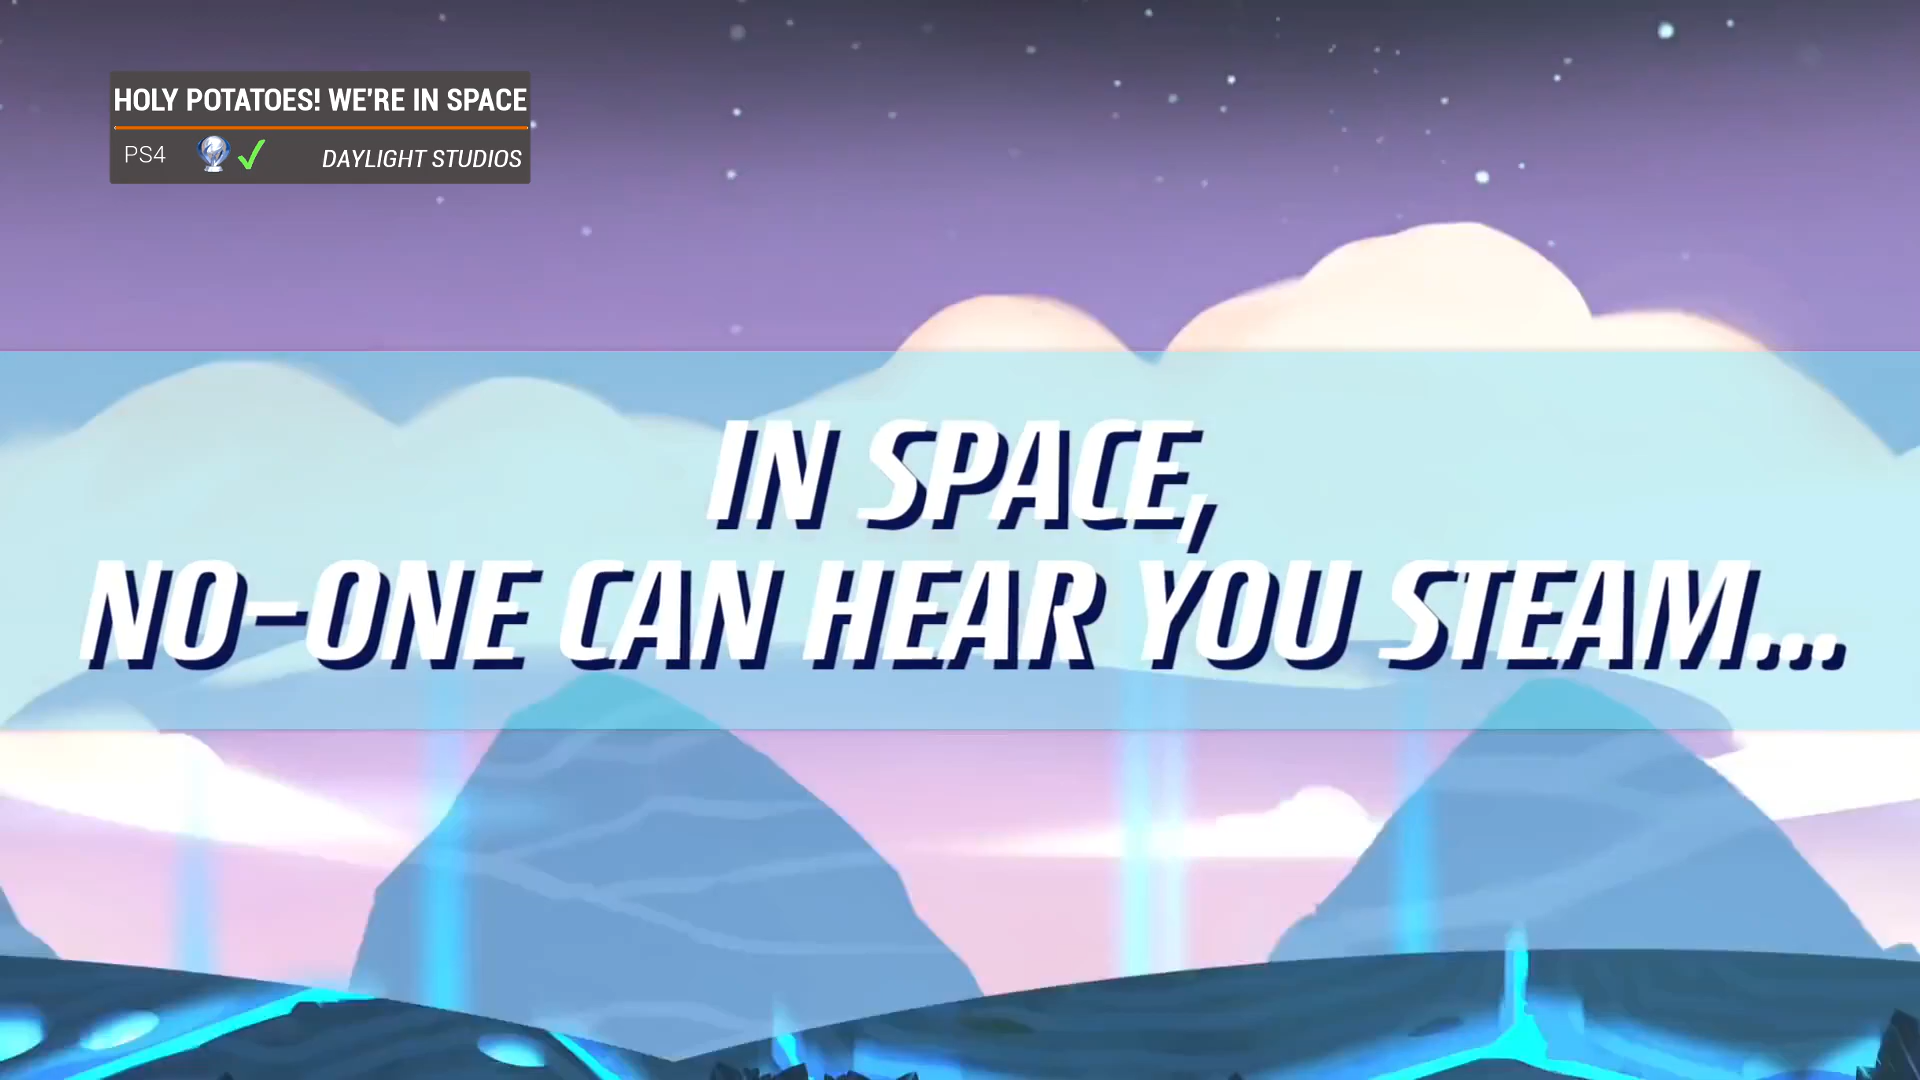 HOLY POTATOES! WE'RE IN SPACE
PS4 DAYLIGHT STUDIOS
IN SPACE,
NO-ONE CAN HEAR YOU STEAM...